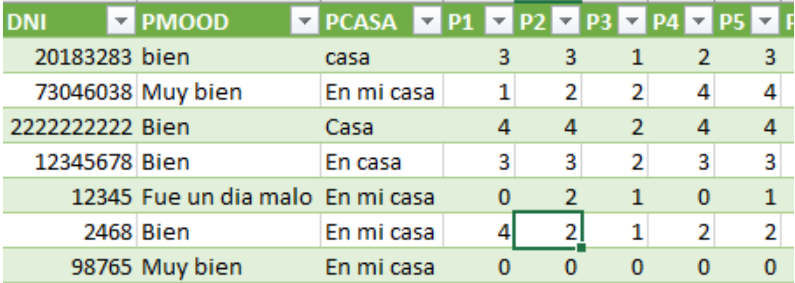 DNI PMOOD PCASA P1 P2 P3 P4 P5
20183283 bien casa 3 3 1 2 3
73046038 Muy bien En mi casa 1 2 2 4 4
2222222222 Bien Casa 4 4 2 4 4
12345678 Bien En casa 3 3 2 3 3
12345 Fue un dia malo En mi casa 0 2 1 0 1
2468 Bien En mi casa 4 2 1 2 2
98765 Muy bien En mi casa 0 0 0 0 0